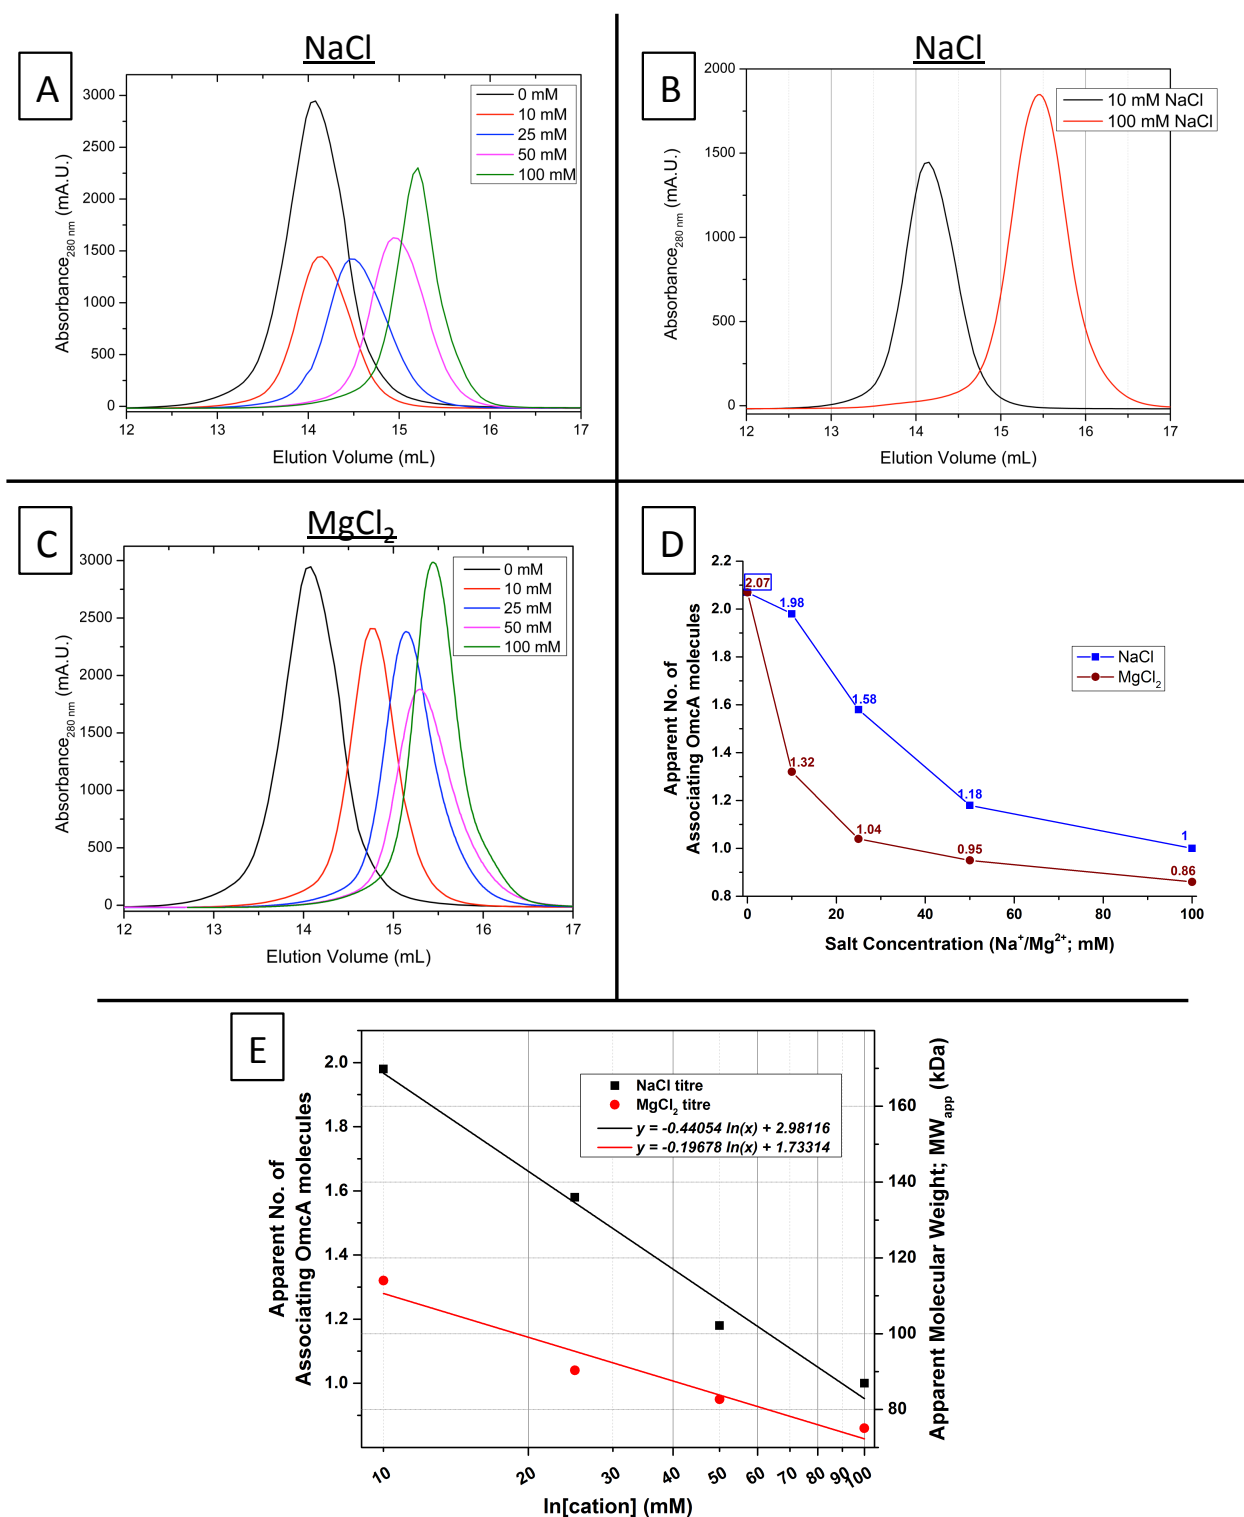 A
NaCl
3000
2500
2000
1500
1000
500
0
Absorbance280 nm (mA.U.)
0 mM
10 mM
25 mM
50 mM
100 mM
12 13 14 15 16 17
Elution Volume (mL)
B
NaCl
2000
1500
1000
500
0
Absorbance280 nm (mA.U.)
10 mM NaCl
100 mM NaCl
12 13 14 15 16 17
Elution Volume (mL)
C
MgCl2
3000
2500
2000
1500
1000
500
0
Absorbance280 nm (mA.U.)
0 mM
10 mM
25 mM
50 mM
100 mM
12 13 14 15 16 17
Elution Volume (mL)
D
2.2
2.0
1.8
1.6
1.4
1.2
1.0
0.8
Apparent No. of
Associating OmcA molecules
2.07
1.98
1.58
1.18
1
1.32
1.04
0.95
0.86
NaCl
MgCl2
0 20 40 60 80 100
Salt Concentration (Na+/Mg2+; mM)
E
2.0
1.8
1.6
1.4
1.2
1.0
Apparent No. of
Associating OmcA molecules
NaCl titre
MgCl2 titre
y = -0.44054 ln(x) + 2.98116
y = -0.19678 ln(x) + 1.73314
160
140
120
100
80
Apparent Molecular Weight; MWapp (kDa)
10 20 30 40 50 60 70 80 90 100
ln[cation] (mM)